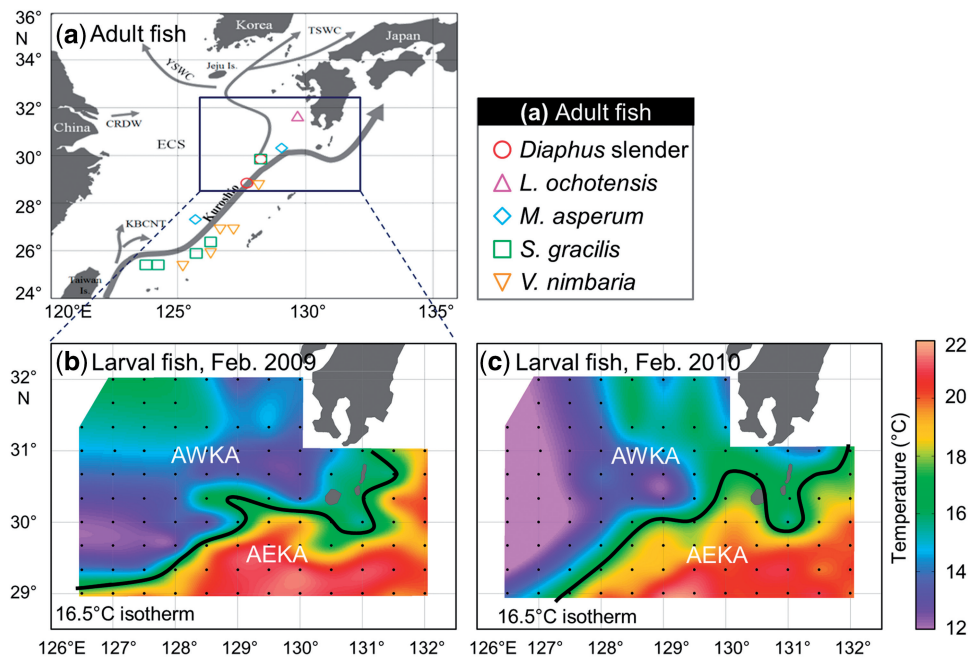 (a) Adult fish
36°
N
34°
32°
30°
28°
26°
24°
120°E 125° 130° 135°
Korea
TSWC
Japan
Jeju Is.
YSWC
China
CRDW
ECS
Kuroshio
KBCNT
Taiwan
Is.
(a) Adult fish
Diaphus slender
L. ochotensis
M. asperum
S. gracilis
V. nimbaria
(b) Larval fish, Feb. 2009
32°
N
31°
30°
29°
AWKA
AEKA
16.5°C isotherm
126°E 127° 128° 129° 130° 131° 132°
(c) Larval fish, Feb. 2010
AWKA
AEKA
16.5°C isotherm
126°E 127° 128° 129° 130° 131° 132°
22
20
18
16
14
12
Temperature (°C)